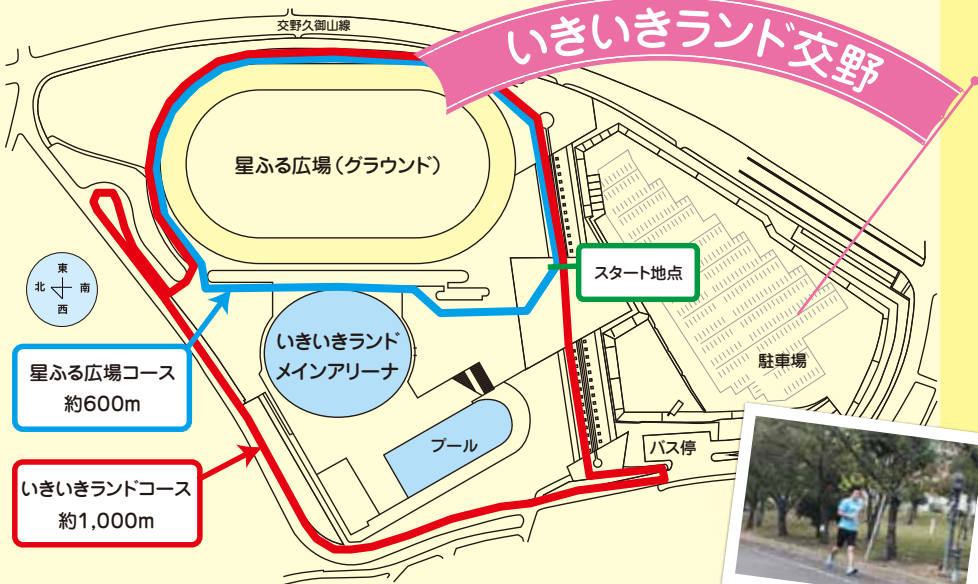 交野久御山線
いきいきランド交野
星ふる広場（グラウンド）
東
北
南
西
スタート地点
いきいきランド
メインアリーナ
駐車場
星ふる広場コース
約600m
プール
バス停
いきいきランドコース
約1,000m